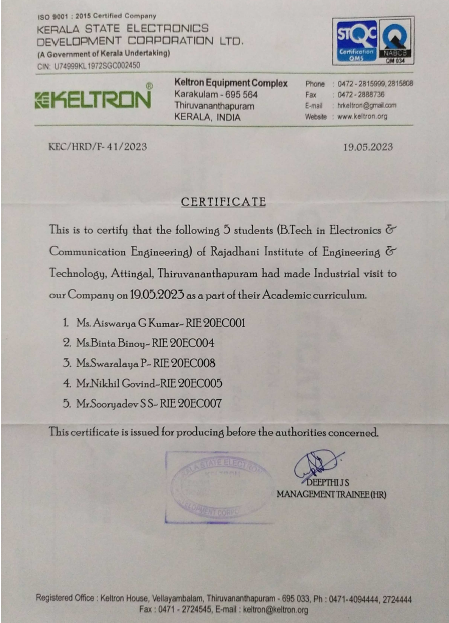 ISO 9001 : 2015 Certified Company
KERALA STATE ELECTRONICS
DEVELOPMENT CORPORATION LTD.
(A Government of Kerala Undertaking)
CIN: U74999KL1972SGC002450
STQC
Certification
QMS
Q
NABCB
QM 034
KELTRON®
Keltron Equipment Complex
Karakulam - 695 564
Thiruvananthapuram
KERALA, INDIA
Phone : 0472 - 2815999, 2815808
Fax : 0472 - 2888736
E-mail : hrkeltron@gmail.com
Website : www.keltron.org
KEC/HRD/F- 41/2023
19.05.2023
CERTIFICATE
This is to certify that the following 5 students (B.Tech in Electronics &
Communication Engineering) of Rajadhani Institute of Engineering &
Technology, Attingal, Thiruvananthapuram had made Industrial visit to
our Company on 19.05.2023 as a part of their Academic curriculum.
1. Ms. Aiswarya G Kumar- RIE 20EC001
2. Ms.Binta Binoy- RIE 20EC004
3. Ms.Swaralaya P- RIE 20EC008
4. Mr.Nikhil Govind-RIE 20EC005
5. Mr.Sooryadev S S- RIE 20EC007
This certificate is issued for producing before the authorities concerned.
DEEPTHI J S
MANAGEMENT TRAINEE (HR)
Registered Office : Keltron House, Vellayambalam, Thiruvananthapuram - 695 033, Ph : 0471-4094444, 2724444
Fax : 0471 - 2724545, E-mail : keltron@keltron.org